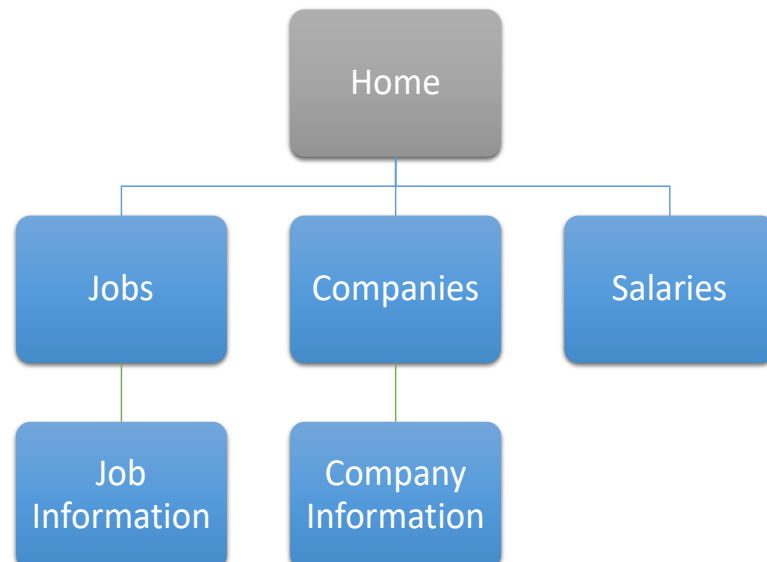 Home
Jobs
Companies
Salaries
Job
Information
Company
Information